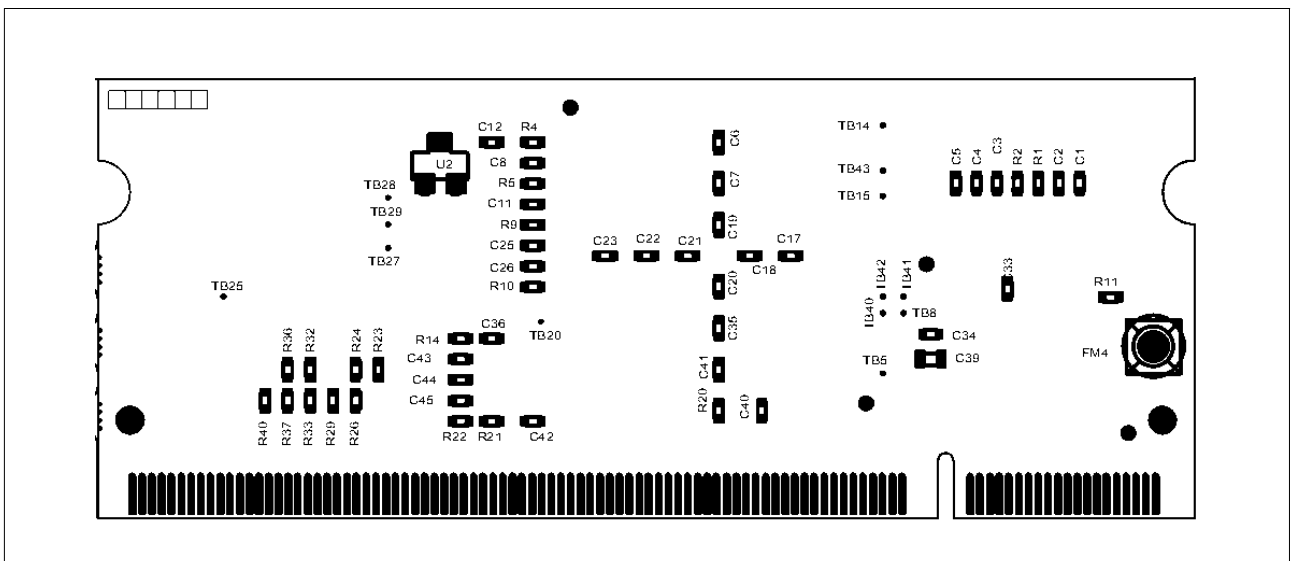 C12 R4
TB14
C6
C8
U2
C5
C4
C3
R2
R1
C2
C1
TB43
R5
C7
TB28
TB15
C11
TB29
R9
C19
C25
C23 C22 C21 C17
TB27
C26
C18
TB42
TB41
C33
TB25
R10
C20
R11
TB40
TB8
TB20
R14 C36
C35
C34
R36
R32
R24
R23
C43
C41
TB5
C39
FM4
C44
C45
R20
C40
R40
R37
R33
R29
R26
R22 R21 C42